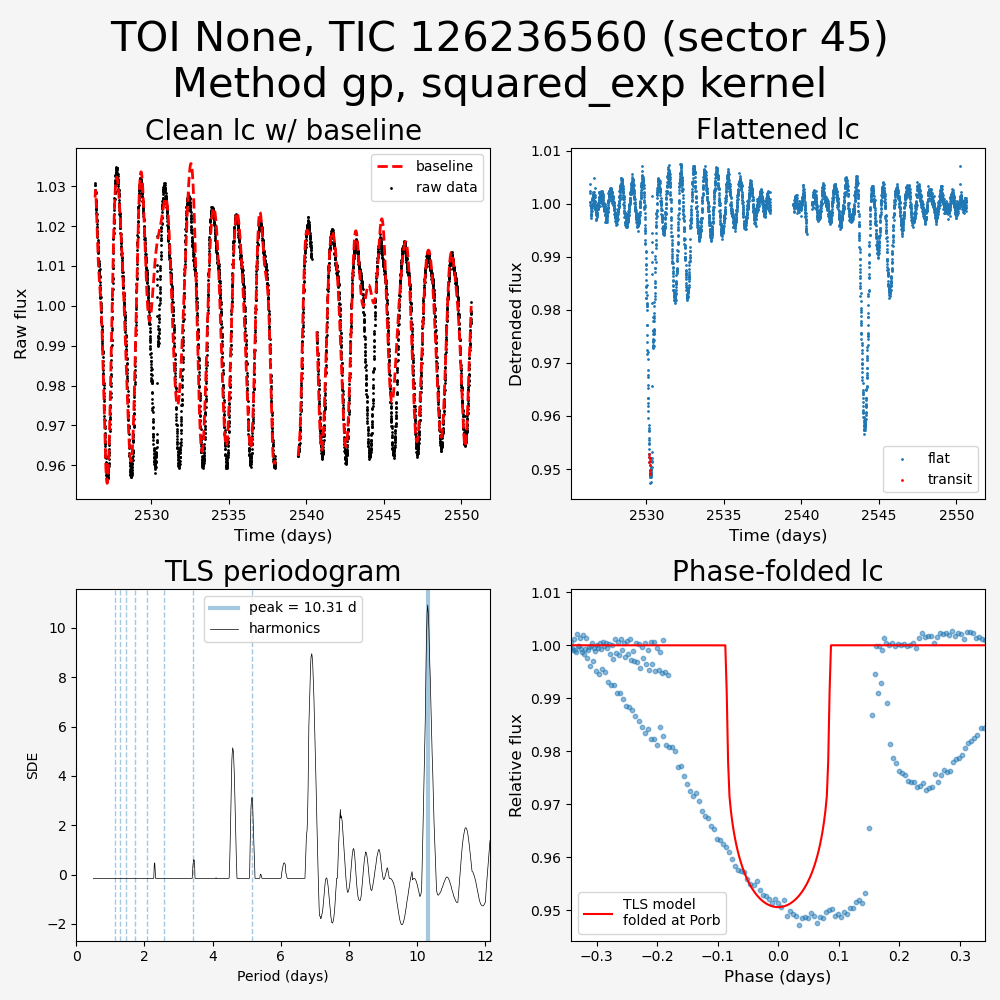 TOI None, TIC 126236560 (sector 45)
Method gp, squared_exp kernel
Clean lc w/ baseline
Raw flux
1.03
1.02
1.01
1.00
0.99
0.98
0.97
0.96
baseline
raw data
2530
2535
2540
2545
2550
Time (days)
Flattened lc
Detrended flux
1.01
1.00
0.99
0.98
0.97
0.96
0.95
flat
transit
2530
2535
2540
2545
2550
Time (days)
TLS periodogram
SDE
10
8
6
4
2
0
−2
peak = 10.31 d
harmonics
0
2
4
6
8
10
12
Period (days)
Phase-folded lc
Relative flux
1.01
1.00
0.99
0.98
0.97
0.96
0.95
TLS model
folded at Porb
−0.3
−0.2
−0.1
0.0
0.1
0.2
0.3
Phase (days)